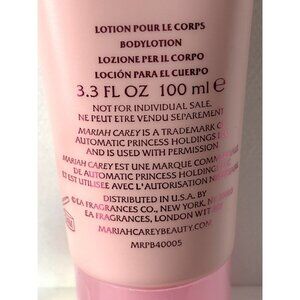 LOTION POUR LE CORPS
BODYLOTION
LOZIONE PER IL CORPO
LOCIÓN PARA EL CUERPO
3.3 FL OZ 100 ml ℮
NOT FOR INDIVIDUAL SALE.
NE PEUT ETRE VENDU SEPAREMENT
MARIAH CAREY IS A TRADEMARK
AUTOMATIC PRINCESS HOLDINGS
AND IS USED WITH PERMISSION
MARIAH CAREY EST UNE MARQUE
DE AUTOMATIC PRINCESS HOLDINGS
ET EST UTILISEE AVEC L'AUTORISATION
DISTRIBUTED IN U.S.A. BY
©EA FRAGRANCES CO., NEW YORK,
EA FRAGRANCES, LONDON
MARIAHCAREYBEAUTY.COM
MRPB40005